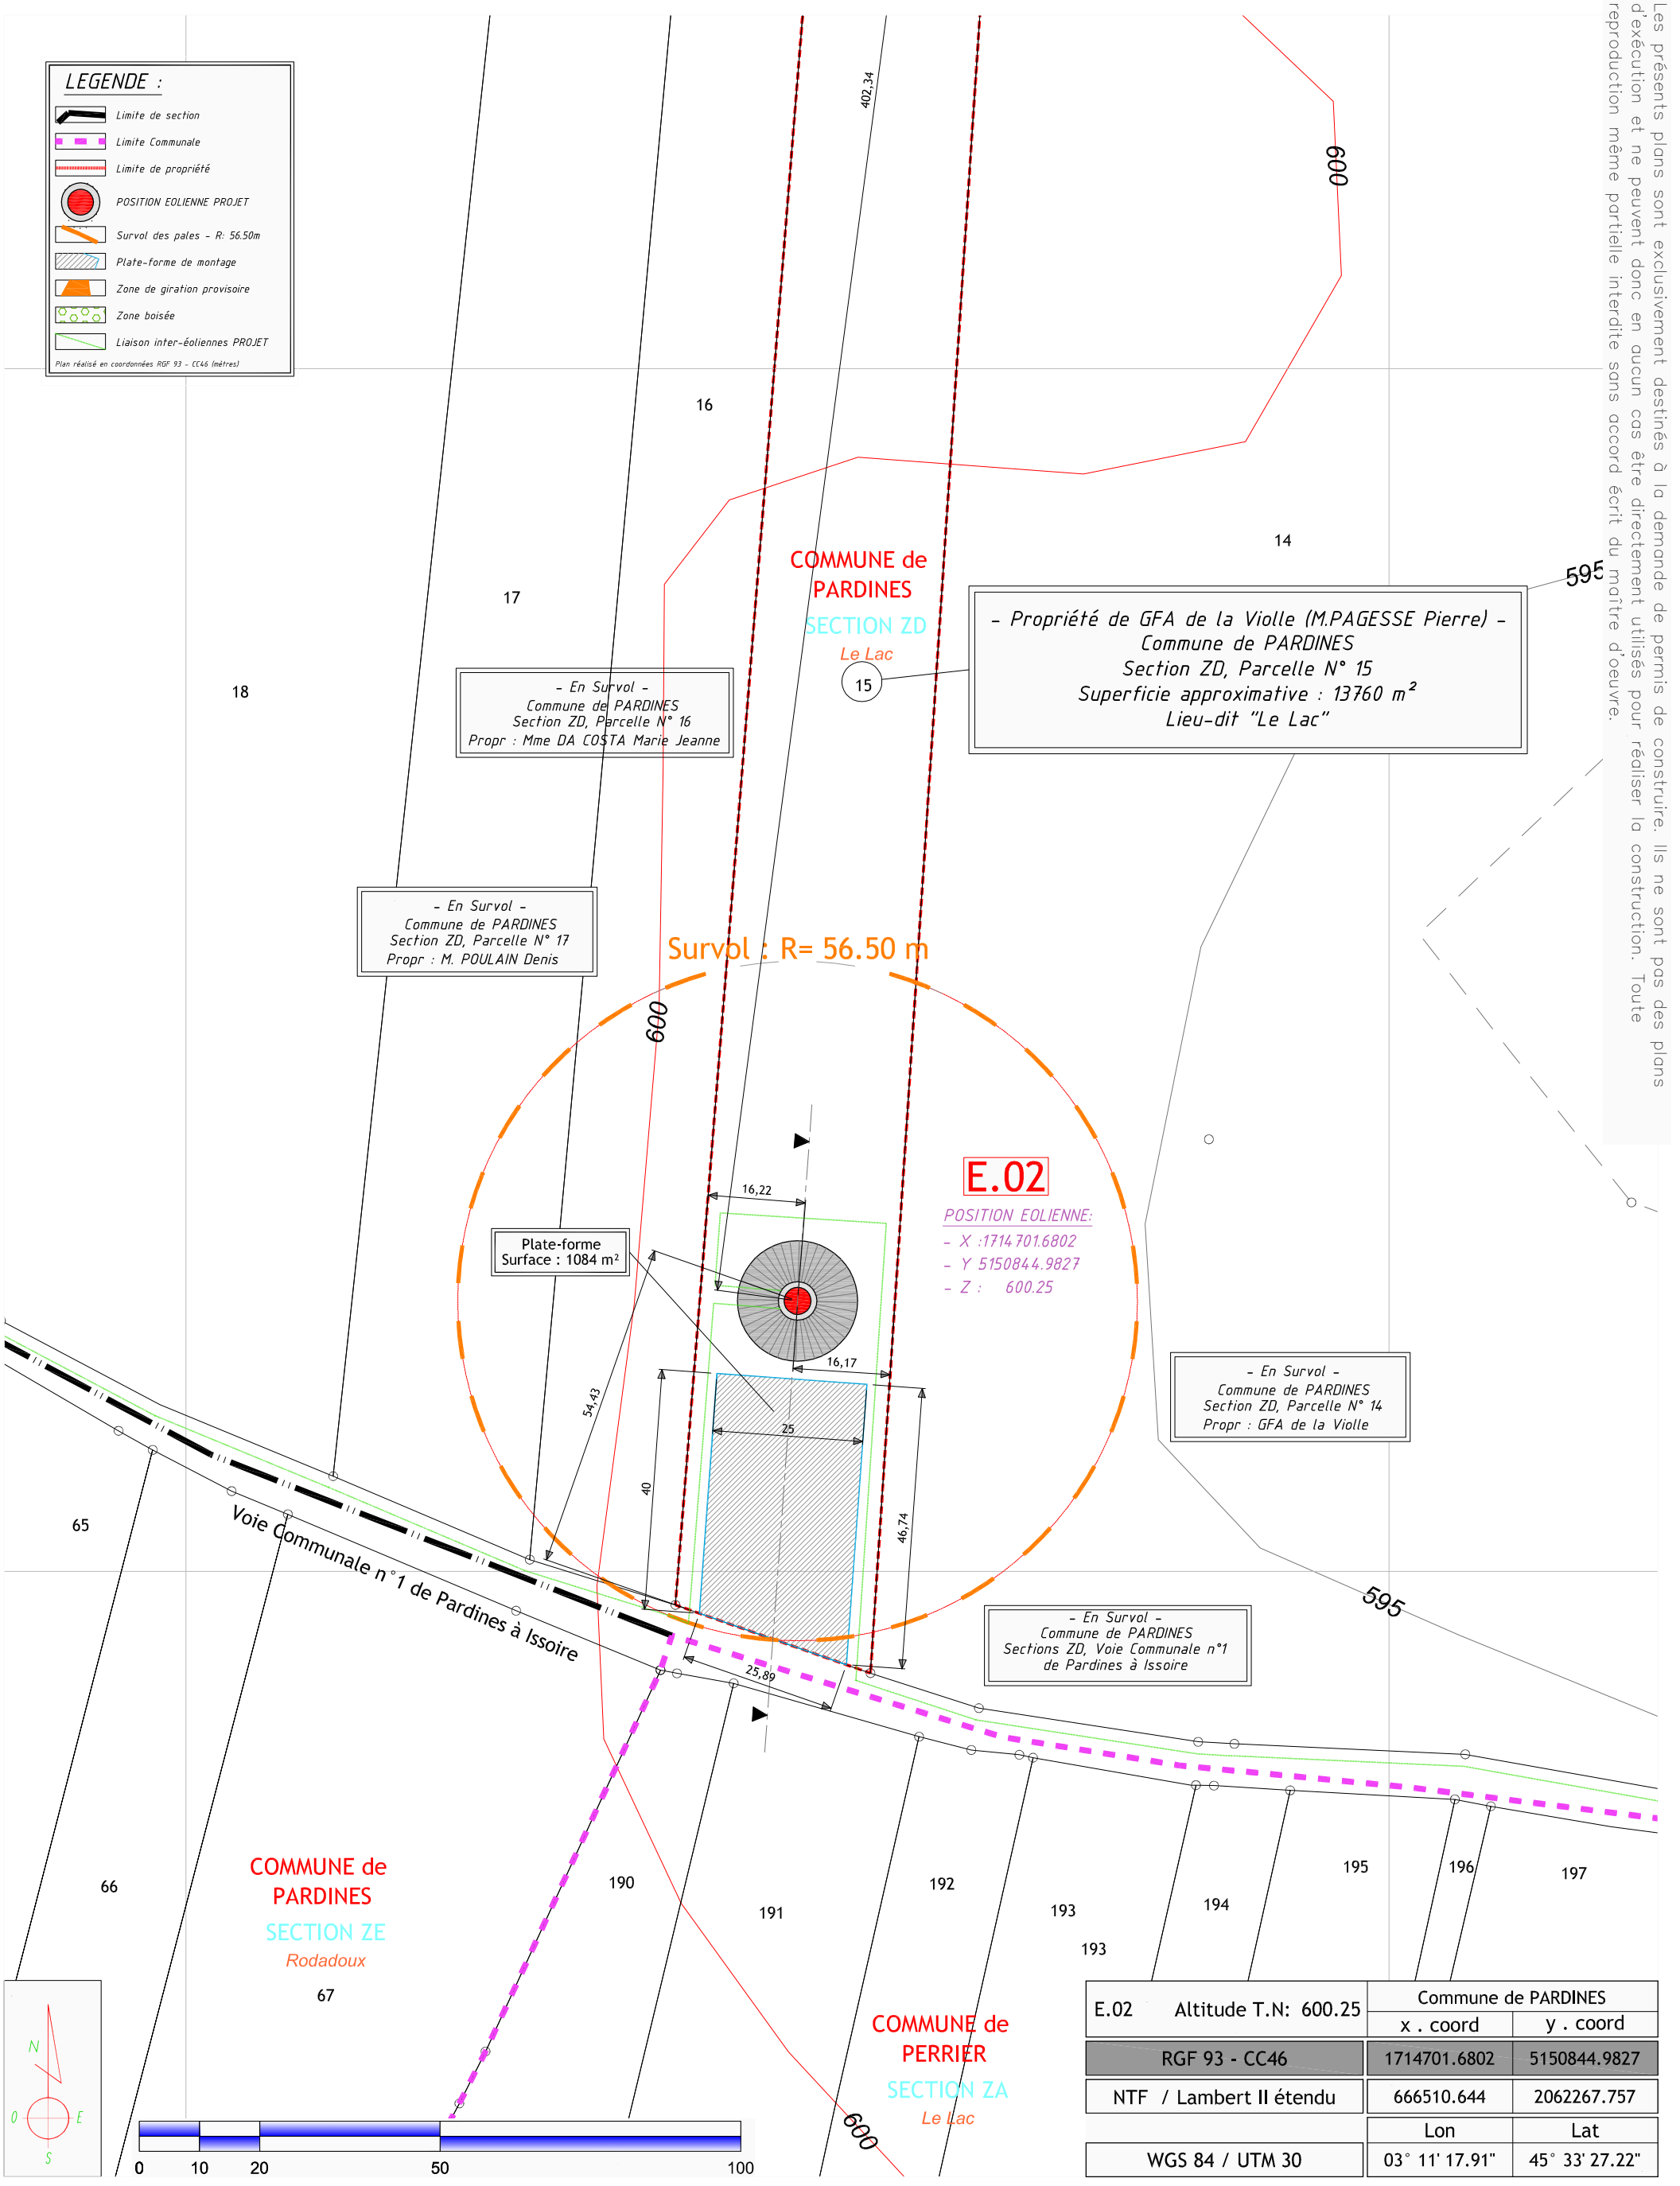 LEGENDE :
Limite de section
Limite Communale
Limite de propriété
POSITION EOLIENNE PROJET
Survol des pales - R: 56.50m
Plate-forme de montage
Zone de giration provisoire
Zone boisée
Liaison inter-éoliennes PROJET
Plan réalisé en coordonnées RGF 93 - CC46 (mètres)
Les présents plans sont exclusivement destinés à la demande de permis de construire. Ils ne sont pas des plans
d'exécution et ne peuvent donc en aucun cas être directement utilisés pour réaliser la construction. Toute
reproduction même partielle interdite sans accord écrit du maître d'oeuvre.
402,34
600
16
14
595
17
18
COMMUNE de
PARDINES
SECTION ZD
Le Lac
15
- Propriété de GFA de la Violle (M.PAGESSE Pierre) -
Commune de PARDINES
Section ZD, Parcelle N° 15
Superficie approximative : 13760 m²
Lieu-dit "Le Lac"
- En Survol -
Commune de PARDINES
Section ZD, Parcelle N° 16
Propr : Mme DA COSTA Marie Jeanne
- En Survol -
Commune de PARDINES
Section ZD, Parcelle N° 17
Propr : M. POULAIN Denis
Survol : R= 56.50 m
600
E.02
POSITION EOLIENNE:
- X :1714701.6802
- Y 5150844.9827
- Z : 600.25
16,22
Plate-forme
Surface : 1084 m²
16,17
54,43
25
40
46,74
25,89
- En Survol -
Commune de PARDINES
Section ZD, Parcelle N° 14
Propr : GFA de la Violle
595
- En Survol -
Commune de PARDINES
Sections ZD, Voie Communale n°1
de Pardines à Issoire
65
Voie Communale n°1 de Pardines à Issoire
66
COMMUNE de
PARDINES
SECTION ZE
Rodadoux
67
190
191
192
193
193
194
195
196
197
COMMUNE de
PERRIER
SECTION ZA
Le Lac
600
N
O
E
S
0 10 20 50 100
E.02 Altitude T.N: 600.25
Commune de PARDINES
x . coord y . coord
RGF 93 - CC46 1714701.6802 5150844.9827
NTF / Lambert II étendu 666510.644 2062267.757
Lon Lat
WGS 84 / UTM 30 03° 11' 17.91" 45° 33' 27.22"